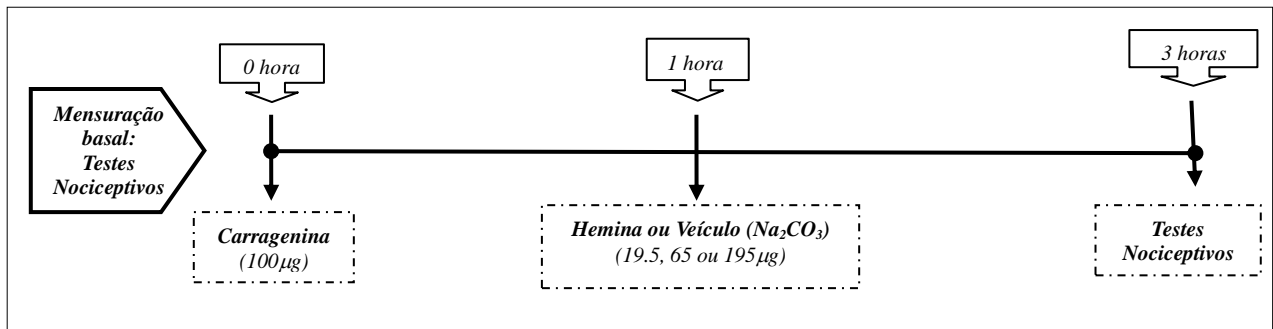 0 hora
1 hora
3 horas
Mensuração
basal:
Testes
Nociceptivos
Carragenina
(100µg)
Hemina ou Veículo (Na₂CO₃)
(19.5, 65 ou 195µg)
Testes
Nociceptivos